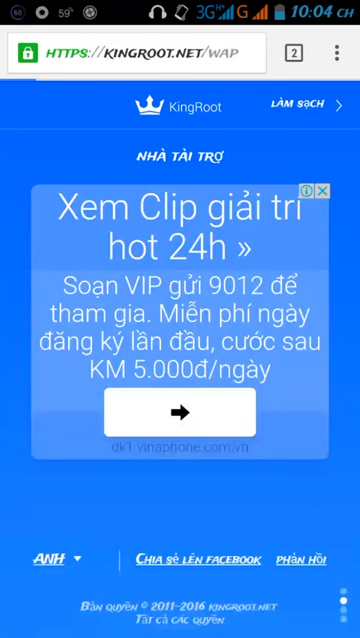 60 59% 3G G 10:04 CH
HTTPS://KINGROOT.NET/WAP 2
KingRoot LÀM SẠCH
NHÀ TÀI TRỢ
Xem Clip giải trí
hot 24h »
Soạn VIP gửi 9012 để
tham gia. Miễn phí ngày
đăng ký lần đầu, cước sau
KM 5.000đ/ngày
dk1.vinaphone.com.vn
ANH CHIA SẺ LÊN FACEBOOK PHẢN HỒI
BẢN QUYỀN © 2011-2016 KINGROOT.NET
TẤT CẢ CÁC QUYỀN